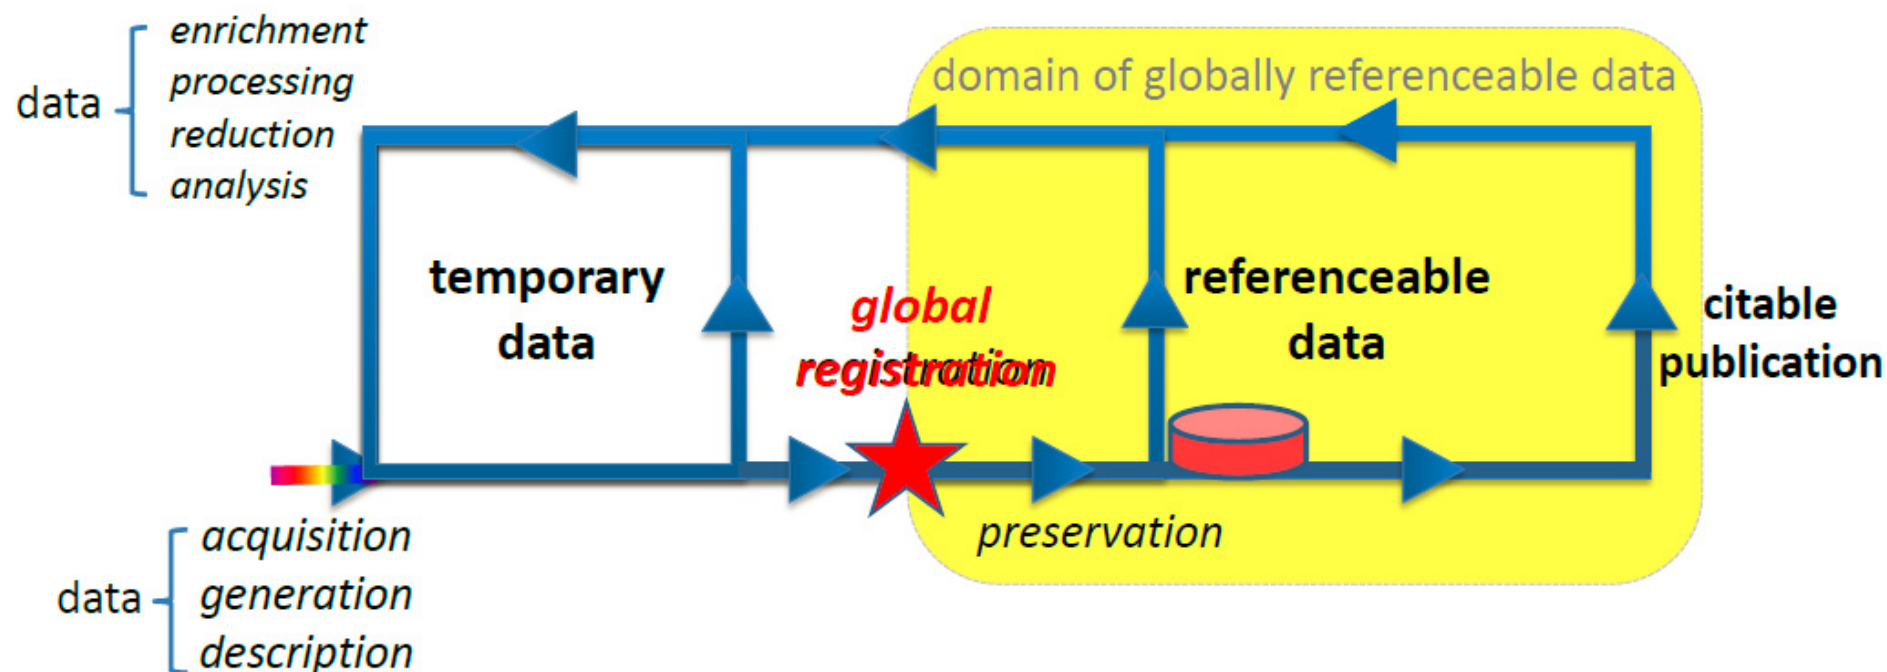 data
enrichment
processing
reduction
analysis
domain of globally referenceable data
temporary
data
global
registration
registration
referenceable
data
citable
publication
preservation
data
acquisition
generation
description